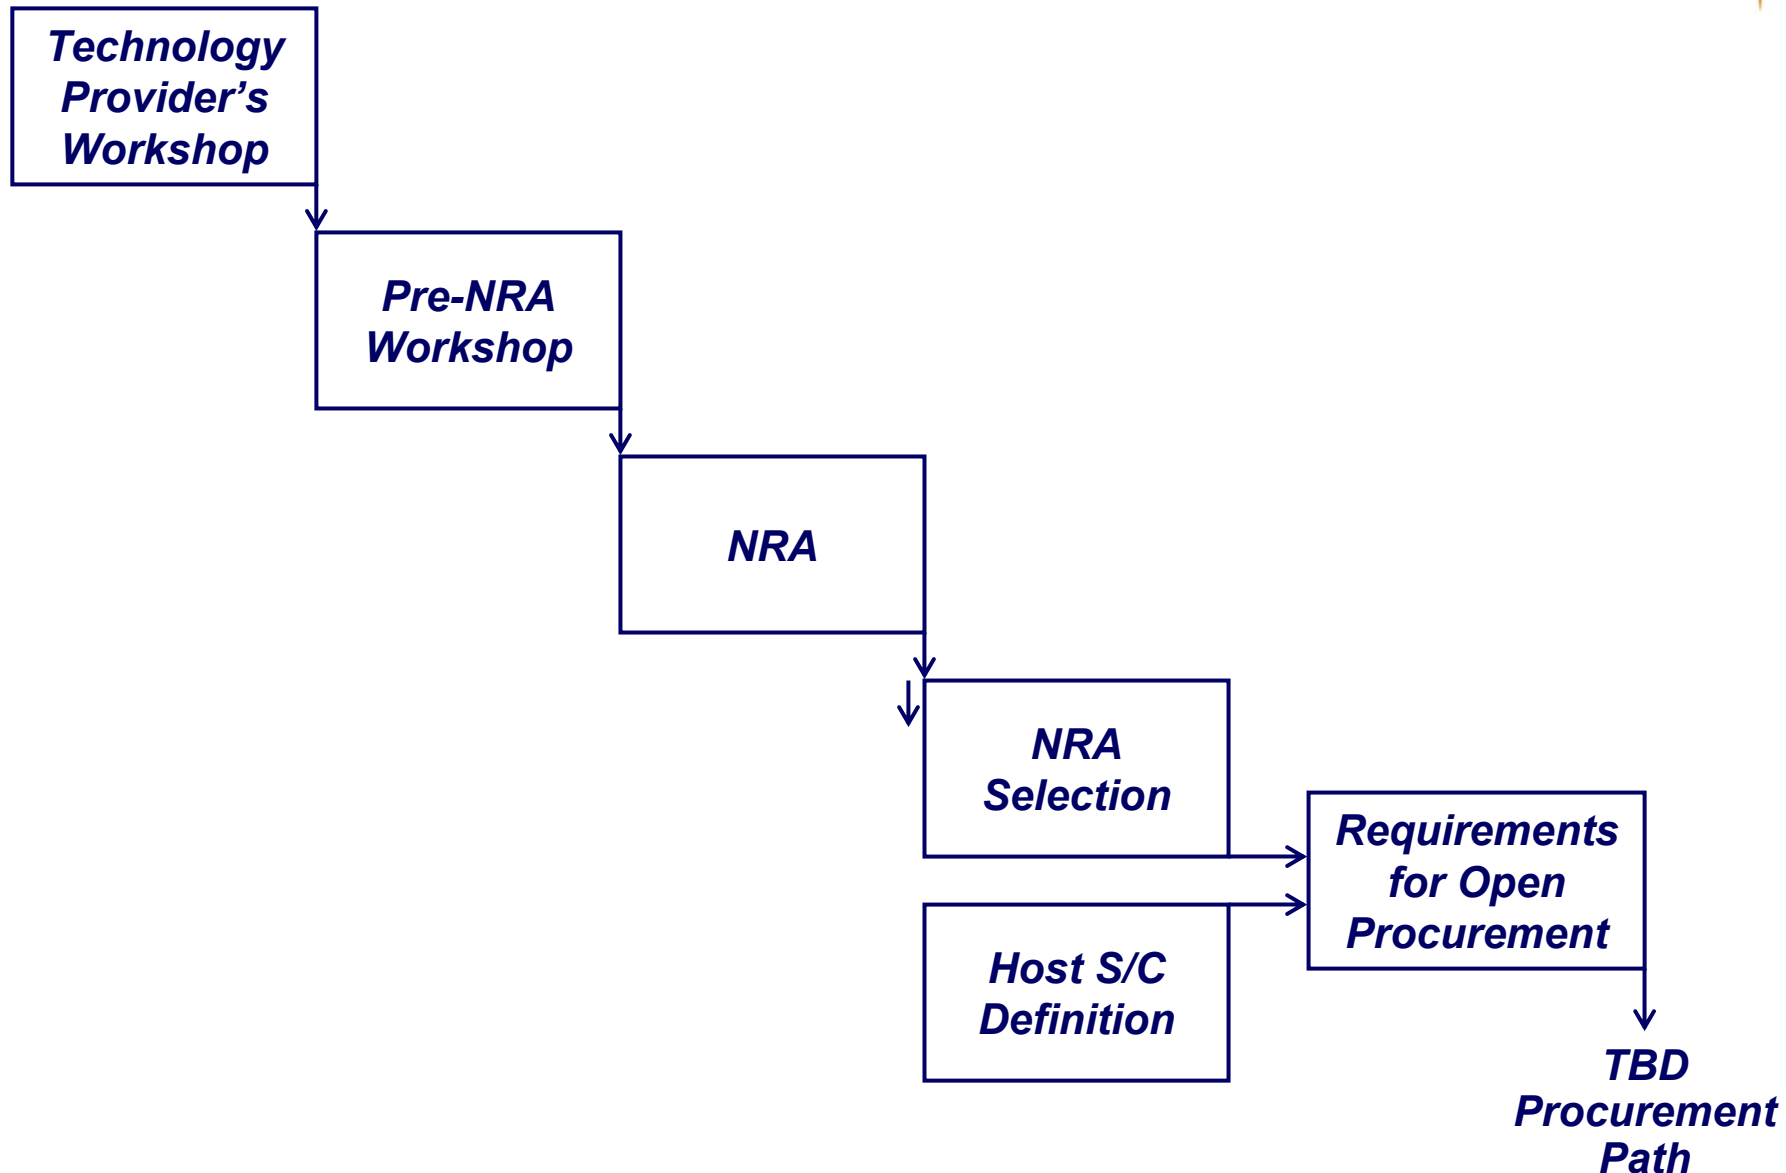 Technology
Provider’s
Workshop
Pre-NRA
Workshop
NRA
NRA
Selection
Requirements
for Open
Procurement
Host S/C
Definition
TBD
Procurement
Path